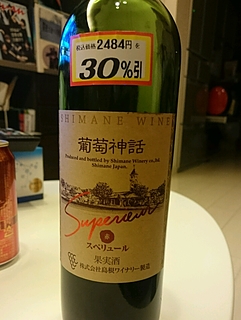 税込価格 2484円を
30%引
SHIMANE WINE
葡萄神話
Produced and bottled by Shimane Winery co.,ltd.
Shimane Japan.
Superieur
スペリュール
果実酒
株式会社島根ワイナリー製造